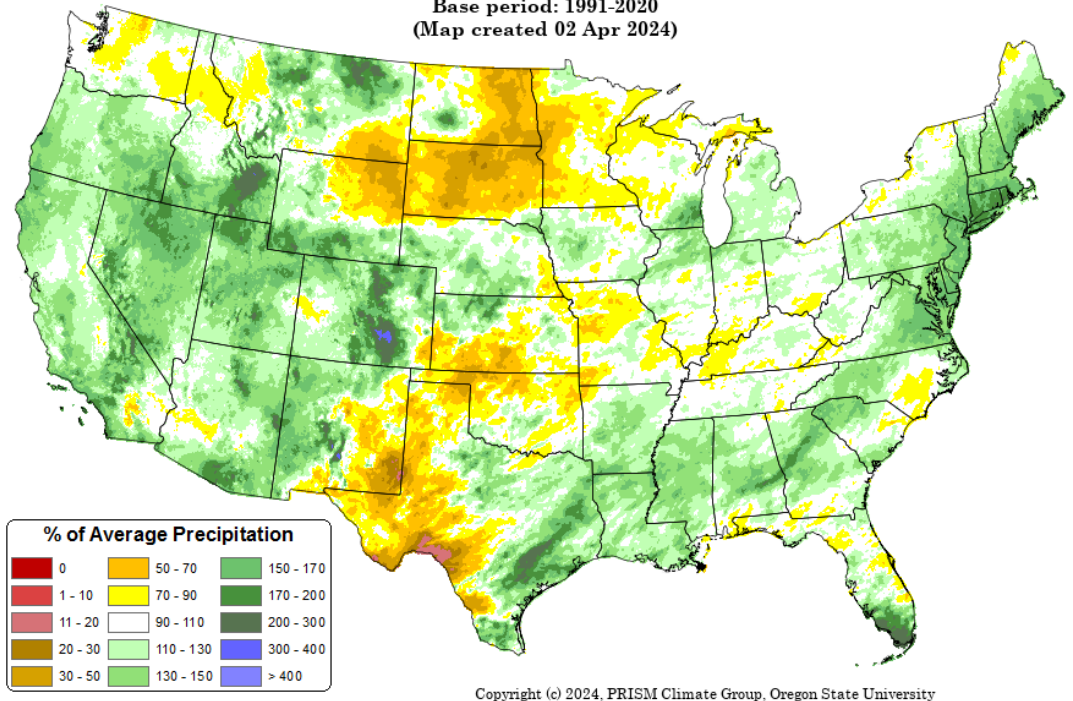 Base period: 1991-2020
(Map created 02 Apr 2024)
% of Average Precipitation
0
50 - 70
150 - 170
1 - 10
70 - 90
170 - 200
11 - 20
90 - 110
200 - 300
20 - 30
110 - 130
300 - 400
30 - 50
130 - 150
> 400
Copyright (c) 2024, PRISM Climate Group, Oregon State University